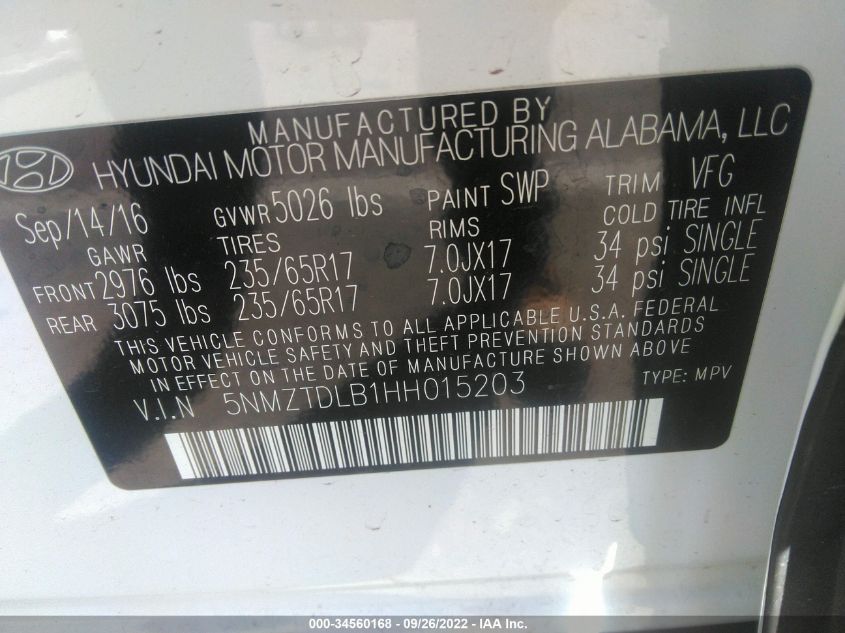 MANUFACTURED BY
HYUNDAI MOTOR MANUFACTURING ALABAMA, LLC
Sep/14/16 GVWR 5026 lbs PAINT SWP TRIM VFG
GAWR TIRES RIMS COLD TIRE INFL
FRONT 2976 lbs 235/65R17 7.0JX17 34 psi SINGLE
REAR 3075 lbs 235/65R17 7.0JX17 34 psi SINGLE
THIS VEHICLE CONFORMS TO ALL APPLICABLE U.S.A. FEDERAL
MOTOR VEHICLE SAFETY AND THEFT PREVENTION STANDARDS
IN EFFECT ON THE DATE OF MANUFACTURE SHOWN ABOVE
V.I.N 5NMZTDLB1HH015203 TYPE: MPV
000-34560168 - 09/26/2022 - IAA Inc.